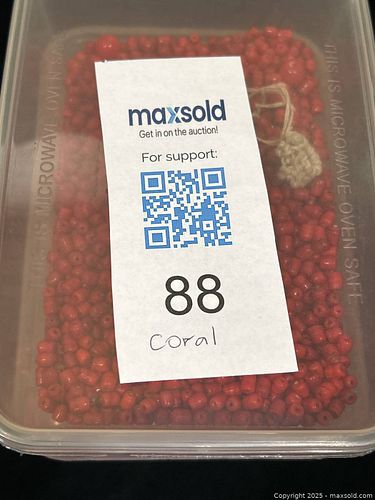 maxsold
Get in on the auction!
For support:
88
Coral
THIS IS MICROWAVE OVEN SAFE
THIS IS MICROWAVE OVEN SAFE
Copyright 2025 - maxsold.com